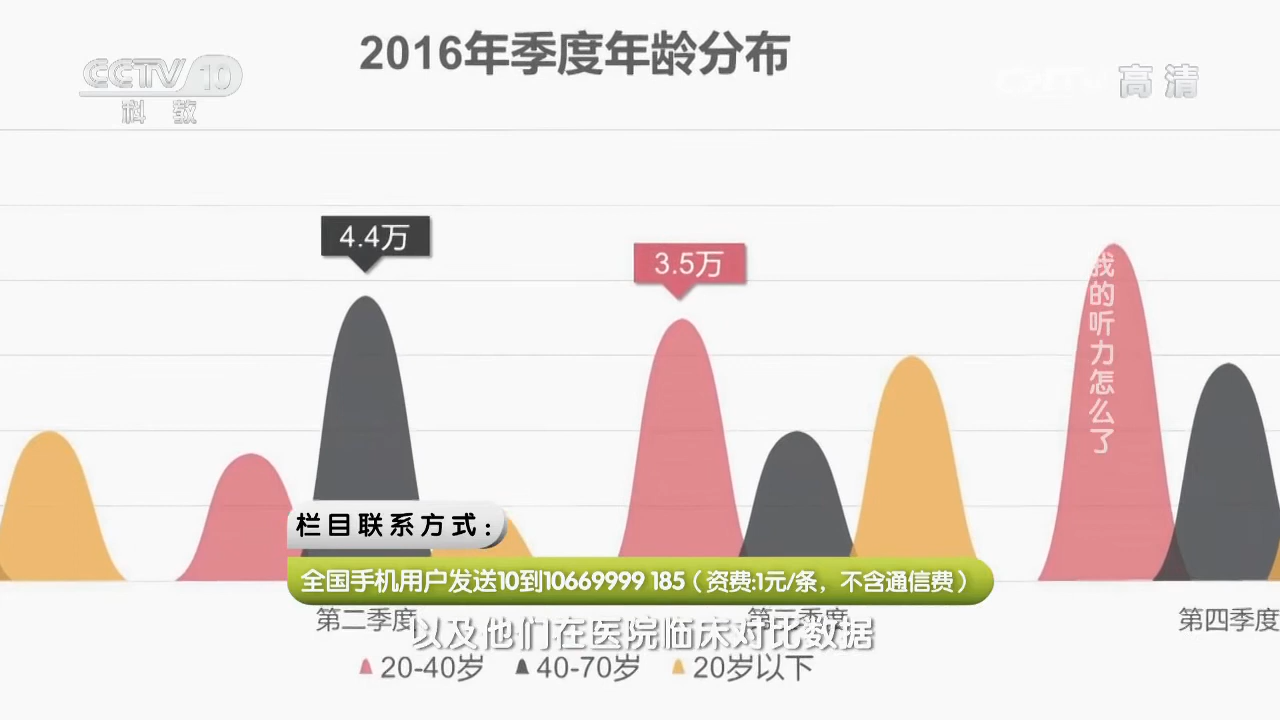 2016年季度年龄分布
CCTV 10
科 教
高清
4.4万
3.5万
我的听力怎么了
栏目联系方式：
全国手机用户发送10到10669999 185（资费:1元/条，不含通信费）
第二季度
第三季度
第四季度
以及他们在医院临床对比数据
20-40岁
40-70岁
20岁以下